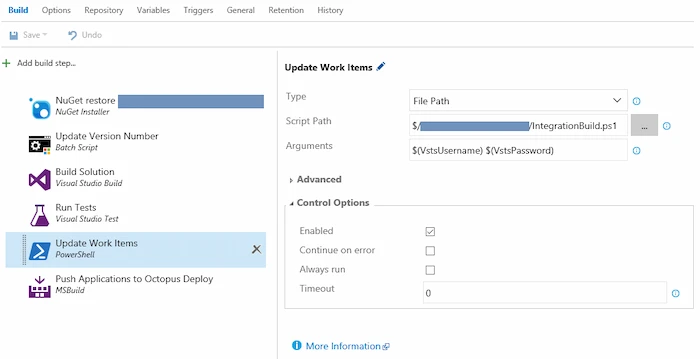 Build Options Repository Variables Triggers General Retention History
Save Undo
Add build step...
NuGet restore
NuGet Installer
Update Version Number
Batch Script
Build Solution
Visual Studio Build
Run Tests
Visual Studio Test
Update Work Items
PowerShell
Push Applications to Octopus Deploy
MSBuild
Update Work Items
Type File Path
Script Path $/ /IntegrationBuild.ps1 ...
Arguments $(VstsUsername) $(VstsPassword)
Advanced
Control Options
Enabled
Continue on error
Always run
Timeout 0
More Information